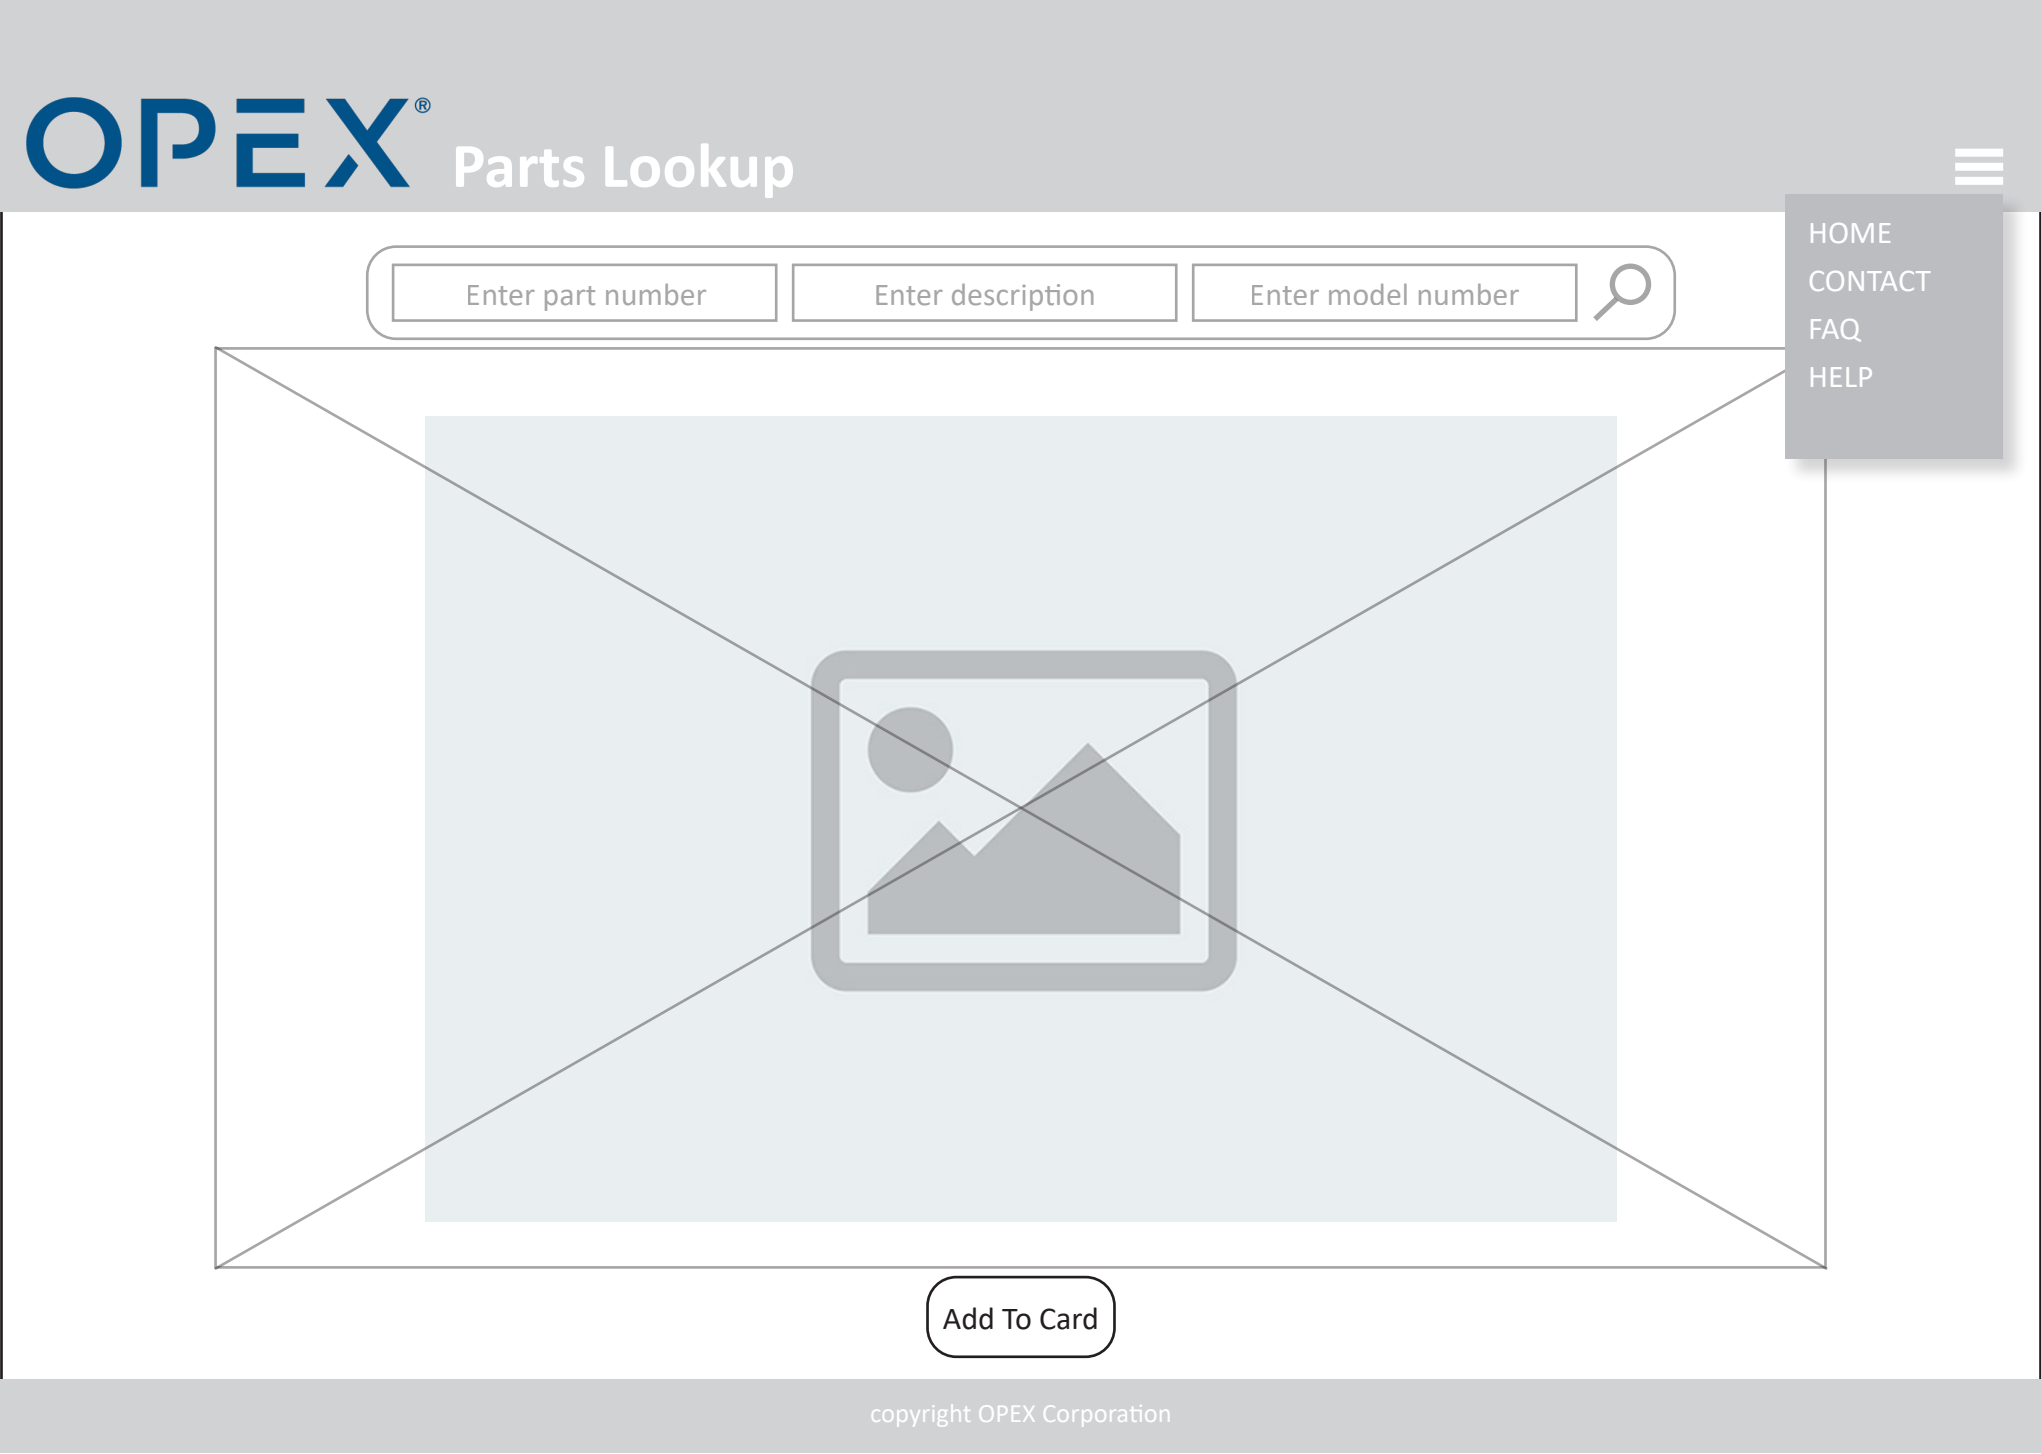 OPEX® Parts Lookup
HOME
CONTACT
FAQ
HELP
Enter part number
Enter description
Enter model number
Add To Card
copyright OPEX Corporation